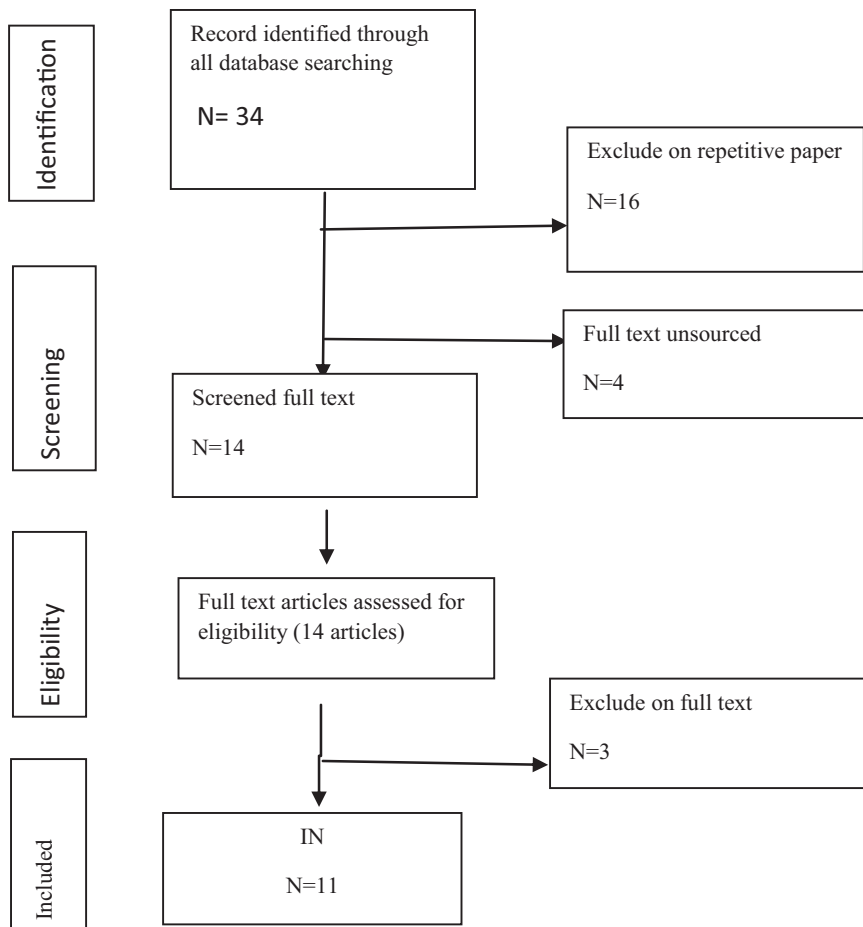 Identification
Record identified through
all database searching
N= 34
Exclude on repetitive paper
N=16
Screening
Full text unsourced
N=4
Screened full text
N=14
Eligibility
Full text articles assessed for
eligibility (14 articles)
Exclude on full text
N=3
Included
IN
N=11